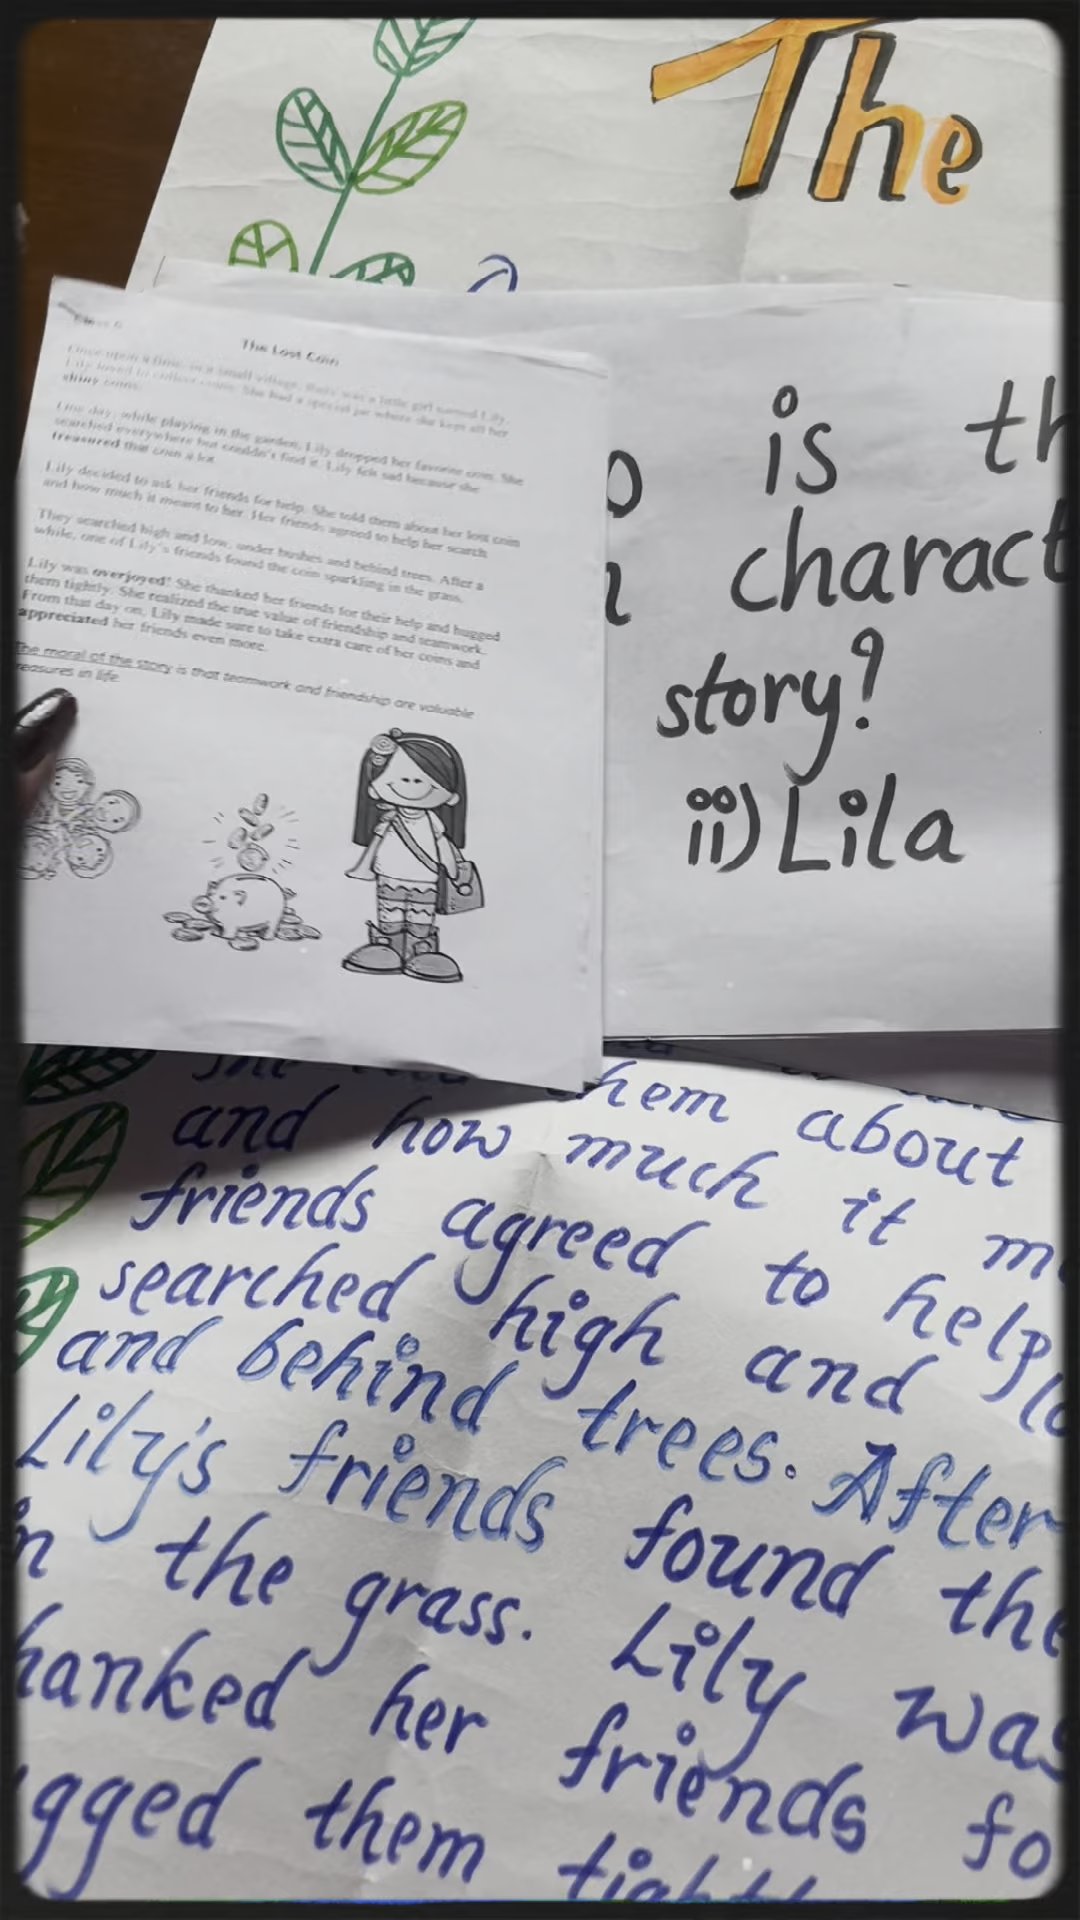 The
The Lost Coin
Once upon a time, in a small village, there was a little girl named Lily.
Lily loved to collect coins. She had a special jar where she kept all her
shiny coins.
One day, while playing in the garden, Lily dropped her favorite coin. She
searched everywhere but couldn't find it. Lily felt sad because she
treasured that coin a lot.
Lily decided to ask her friends for help. She told them about her lost coin
and how much it meant to her. Her friends agreed to help her search.
They searched high and low, under bushes and behind trees. After a
while, one of Lily's friends found the coin sparkling in the grass.
Lily was overjoyed! She thanked her friends for their help and hugged
them tightly. She realized the true value of friendship and teamwork.
From that day on, Lily made sure to take extra care of her coins and
appreciated her friends even more.
The moral of the story is that teamwork and friendship are valuable
reasures in life.
is th
charact
story?
ii) Lila
hem about
and how much it m
friends agreed to help
searched high and lo
and behind trees. After
Lily's friends found the
in the grass. Lily was
hanked her friends fo
gged them